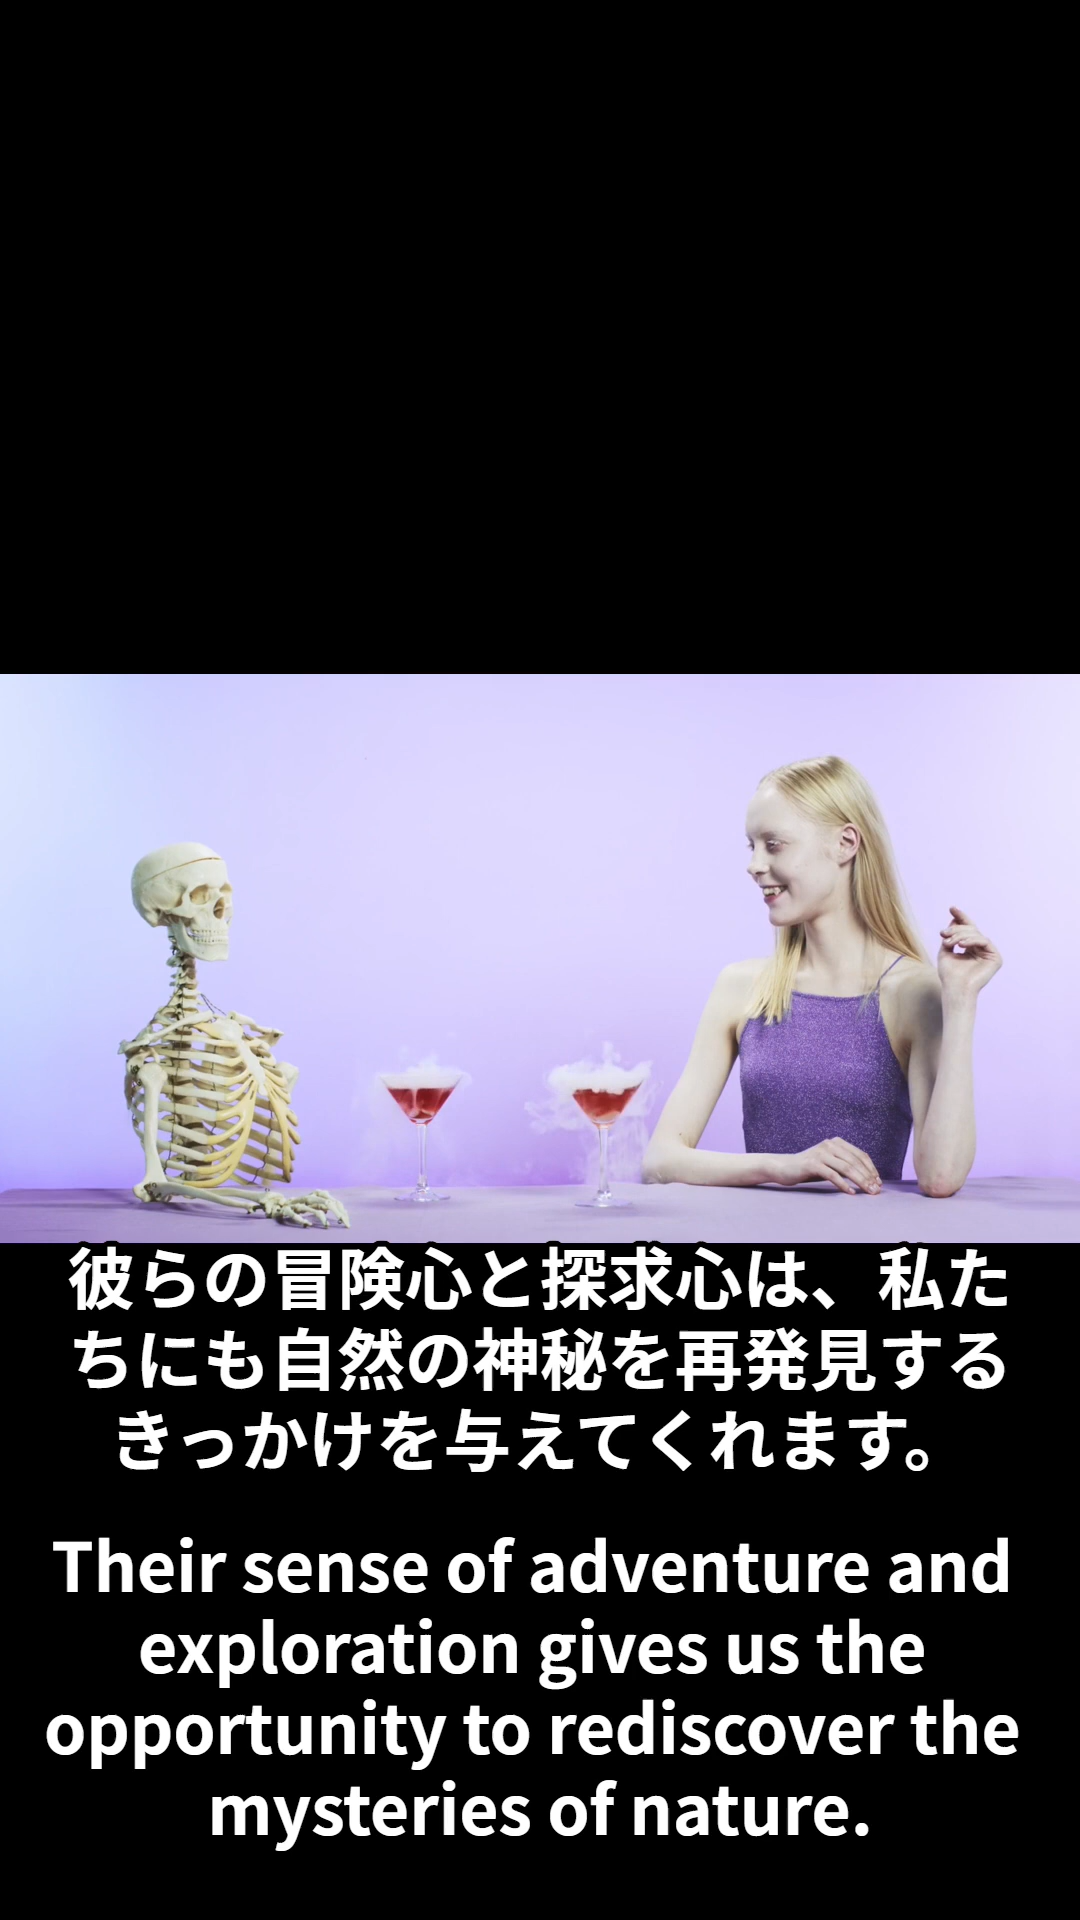 彼らの冒険心と探求心は、私た
ちにも自然の神秘を再発見する
きっかけを与えてくれます。
Their sense of adventure and
exploration gives us the
opportunity to rediscover the
mysteries of nature.